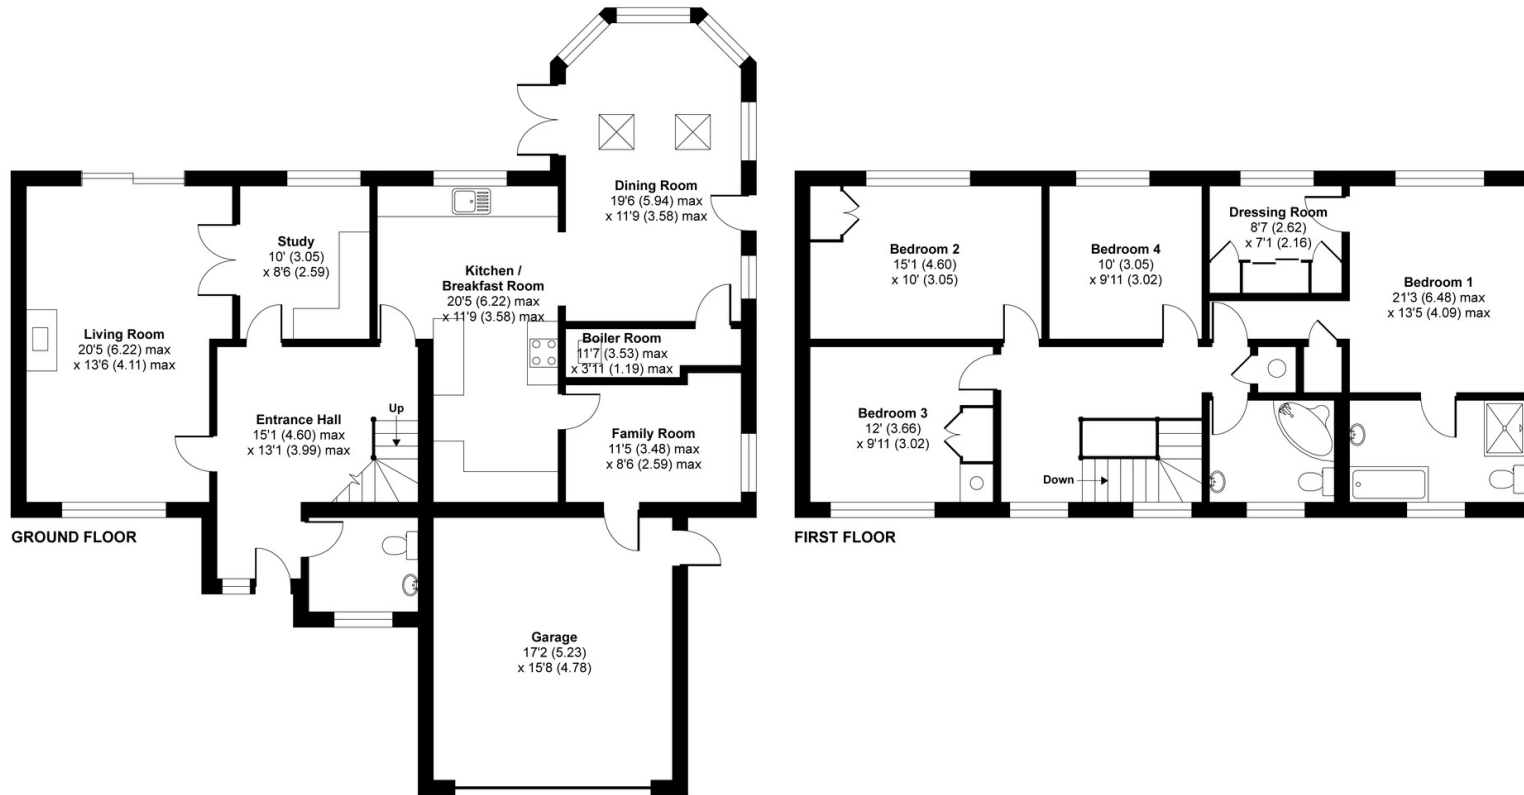 Dining Room
19'6 (5.94) max
x 11'9 (3.58) max
Study
10' (3.05)
x 8'6 (2.59)
Kitchen /
Breakfast Room
20'5 (6.22) max
x 11'9 (3.58) max
Living Room
20'5 (6.22) max
x 13'6 (4.11) max
Boiler Room
11'7 (3.53) max
x 3'11 (1.19) max
Up
Entrance Hall
15'1 (4.60) max
x 13'1 (3.99) max
Family Room
11'5 (3.48) max
x 8'6 (2.59) max
GROUND FLOOR
Garage
17'2 (5.23)
x 15'8 (4.78)
Dressing Room
8'7 (2.62)
x 7'1 (2.16)
Bedroom 2
15'1 (4.60)
x 10' (3.05)
Bedroom 4
10' (3.05)
x 9'11 (3.02)
Bedroom 1
21'3 (6.48) max
x 13'5 (4.09) max
Bedroom 3
12' (3.66)
x 9'11 (3.02)
Down
FIRST FLOOR